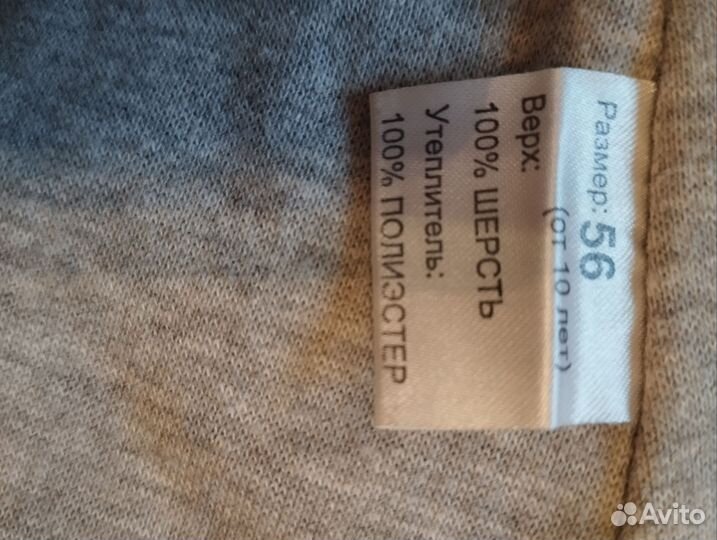 Размер: 56
(от 10 лет)
Верх:
100% ШЕРСТЬ
Утеплитель:
100% ПОЛИЭСТЕР
Avito